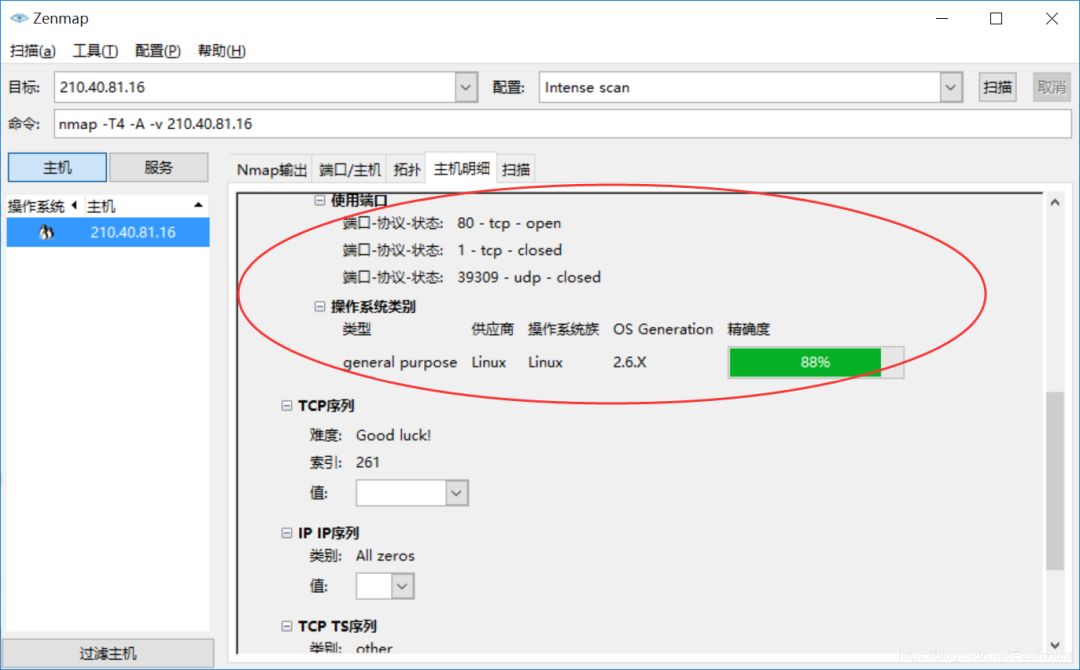 Zenmap
扫描(a) 工具(T) 配置(P) 帮助(H)
目标: 210.40.81.16 配置: Intense scan 扫描 取消
命令: nmap -T4 -A -v 210.40.81.16
主机 服务 Nmap输出 端口/主机 拓扑 主机明细 扫描
操作系统 主机
210.40.81.16
使用端口
端口-协议-状态: 80 - tcp - open
端口-协议-状态: 1 - tcp - closed
端口-协议-状态: 39309 - udp - closed
操作系统类别
类型 供应商 操作系统族 OS Generation 精确度
general purpose Linux Linux 2.6.X 88%
TCP序列
难度: Good luck!
索引: 261
值:
IP IP序列
类别: All zeros
值:
TCP TS序列
类别: other
过滤主机
https://blog.csdn.net/Eastmount